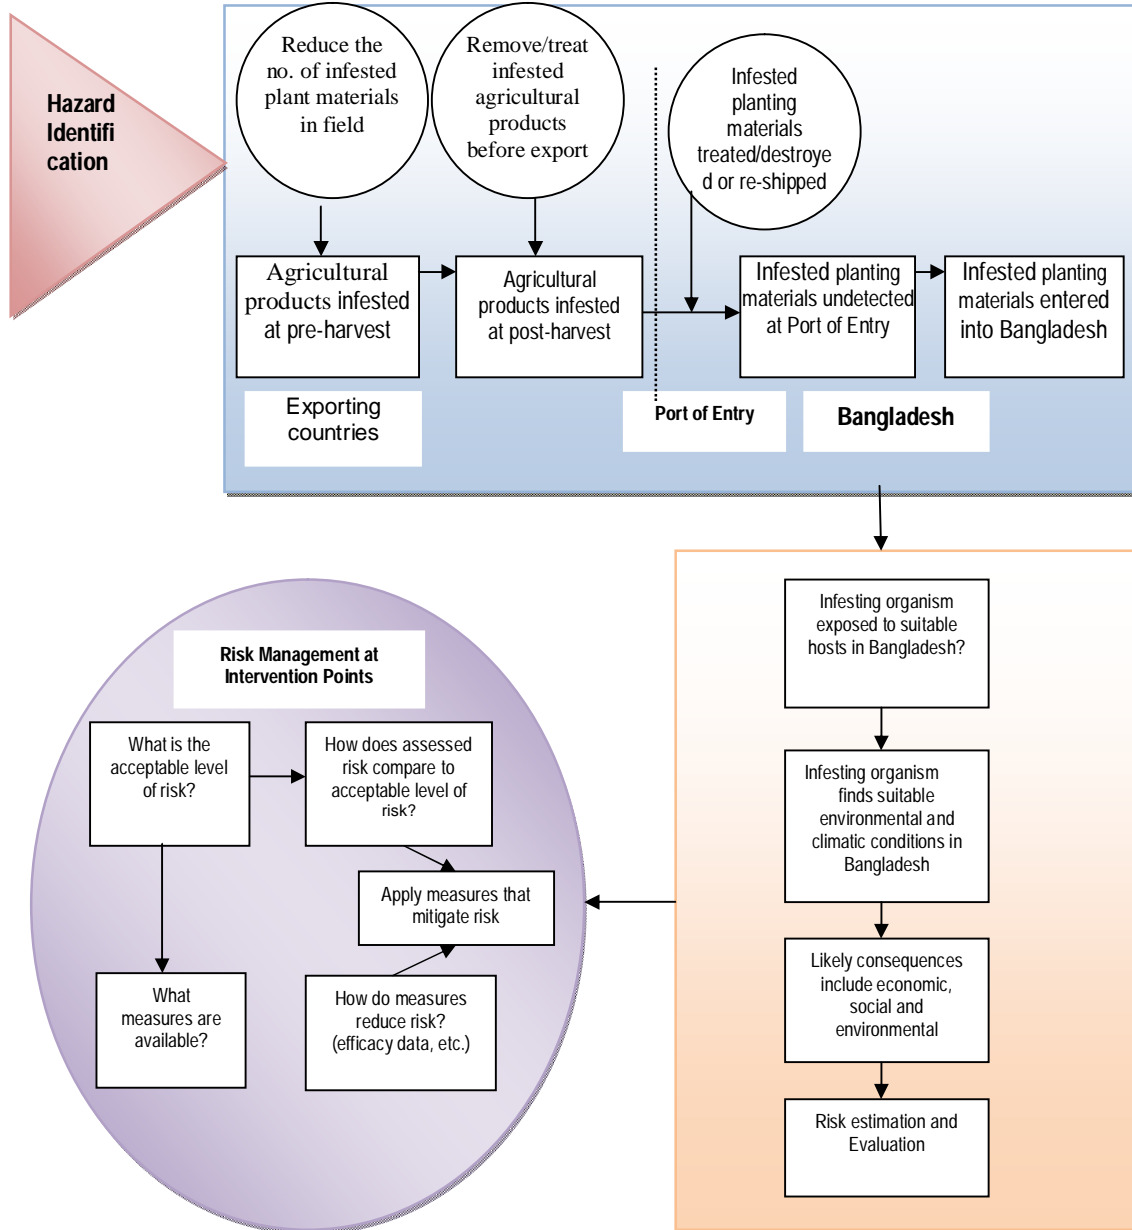 Hazard
Identifi
cation
Reduce the
no. of infested
plant materials
in field
Remove/treat
infested
agricultural
products
before export
Infested
planting
materials
treated/destroye
d or re-shipped
Agricultural
products infested
at pre-harvest
Agricultural
products infested
at post-harvest
Infested planting
materials undetected
at Port of Entry
Infested planting
materials entered
into Bangladesh
Exporting
countries
Port of Entry
Bangladesh
Infesting organism
exposed to suitable
hosts in Bangladesh?
Infesting organism
finds suitable
environmental and
climatic conditions in
Bangladesh
Likely consequences
include economic,
social and
environmental
Risk estimation and
Evaluation
Risk Management at
Intervention Points
What is the
acceptable level
of risk?
How does assessed
risk compare to
acceptable level of
risk?
Apply measures that
mitigate risk
What
measures are
available?
How do measures
reduce risk?
(efficacy data, etc.)